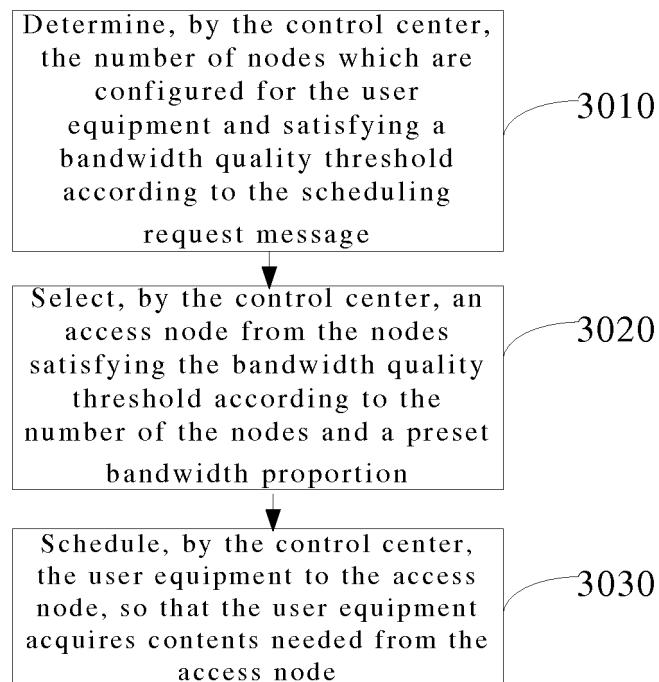 Determine, by the control center,
the number of nodes which are
configured for the user
equipment and satisfying a
bandwidth quality threshold
according to the scheduling
request message
3010
Select, by the control center, an
access node from the nodes
satisfying the bandwidth quality
threshold according to the
number of the nodes and a preset
bandwidth proportion
3020
Schedule, by the control center,
the user equipment to the access
node, so that the user equipment
acquires contents needed from the
access node
3030